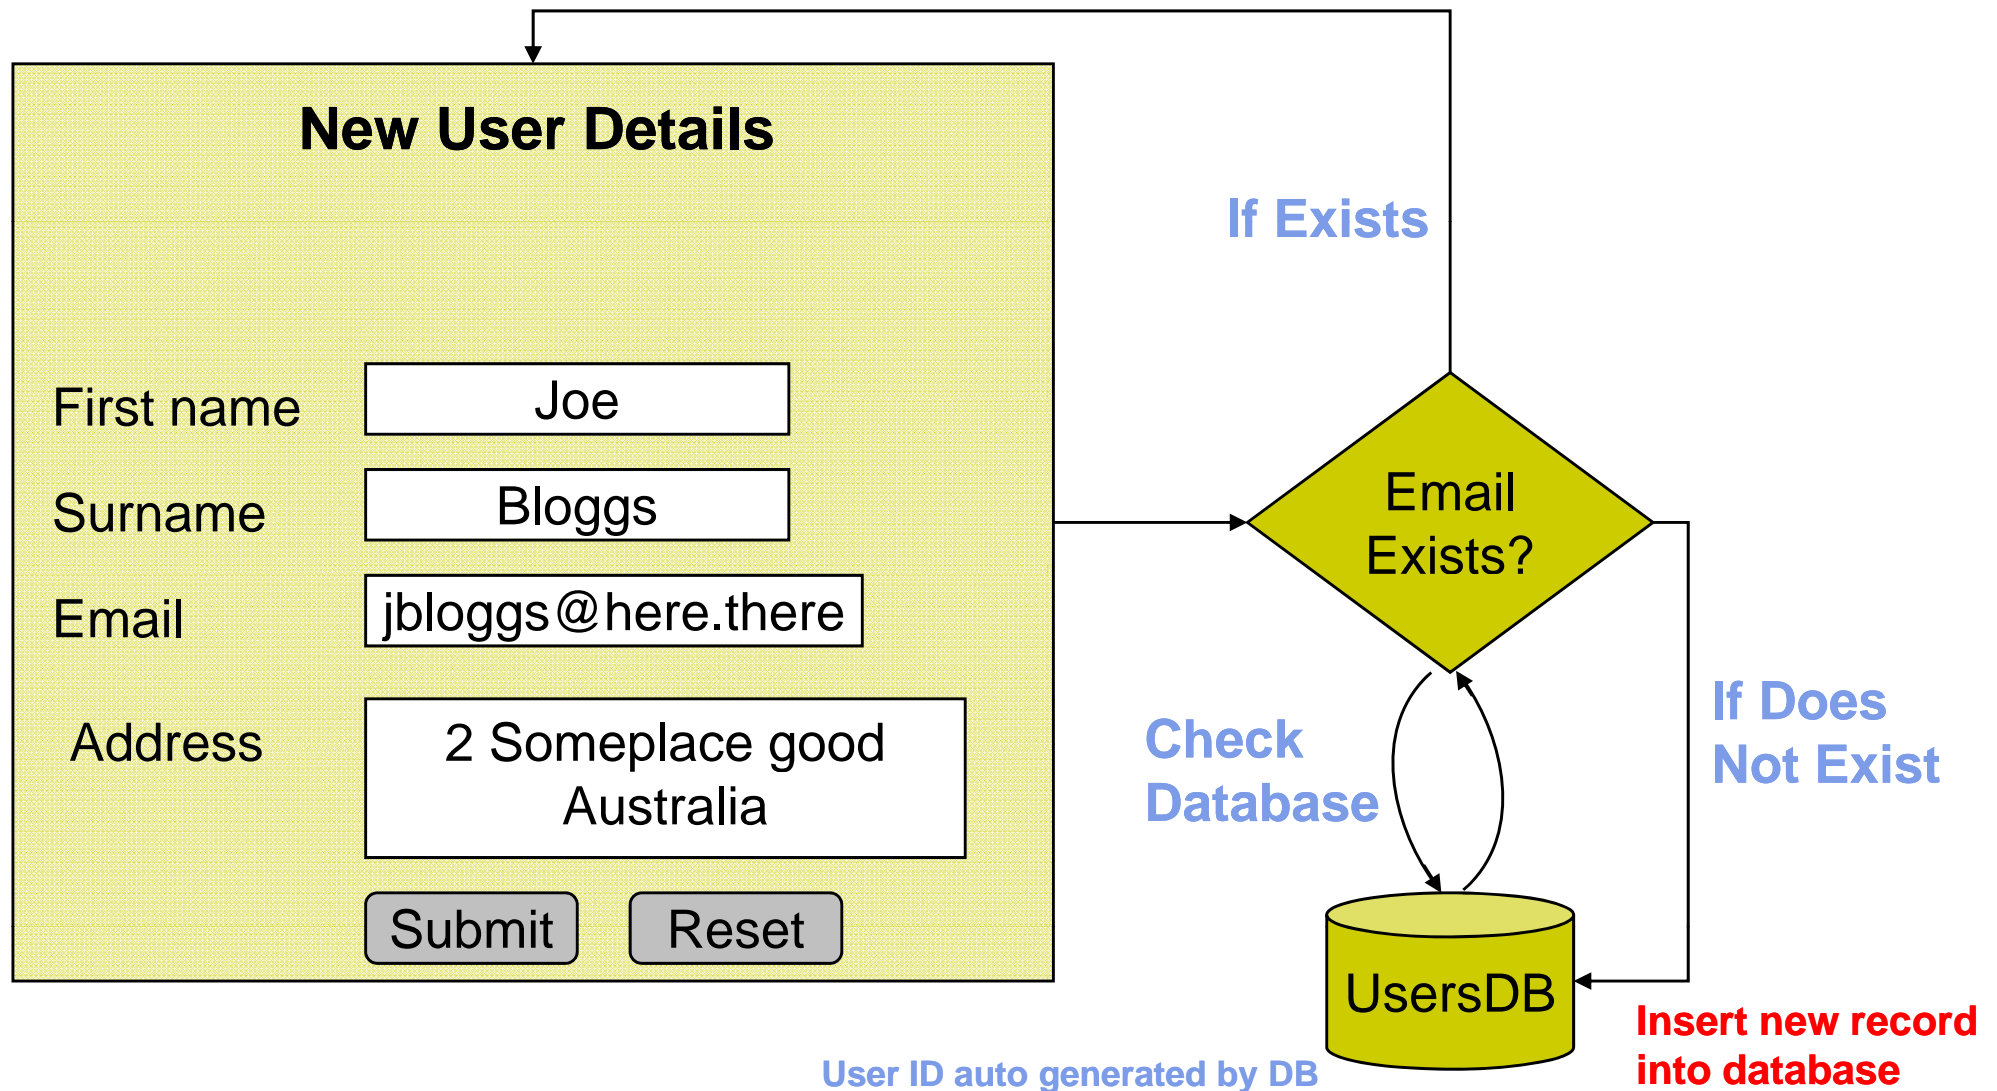 New User Details
First name
Joe
Surname
Bloggs
Email
jbloggs@here.there
Address
2 Someplace good
Australia
Submit
Reset
If Exists
Email
Exists?
Check
Database
If Does
Not Exist
UsersDB
Insert new record
into database
User ID auto generated by DB